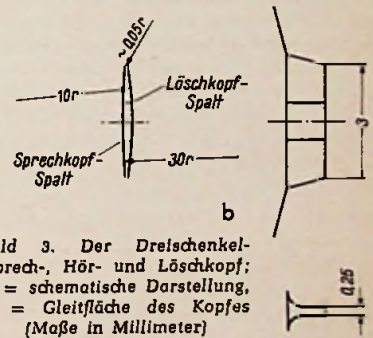 ~0,05r
10r
Löschkopf-
Spalt
3
Sprechkopf-
Spalt
30r
b
ld 3. Der Dreischenkel-
prech-, Hör- und Löschkopf;
= schematische Darstellung,
= Gleitfläche des Kopfes
(Maße in Millimeter)
0,25